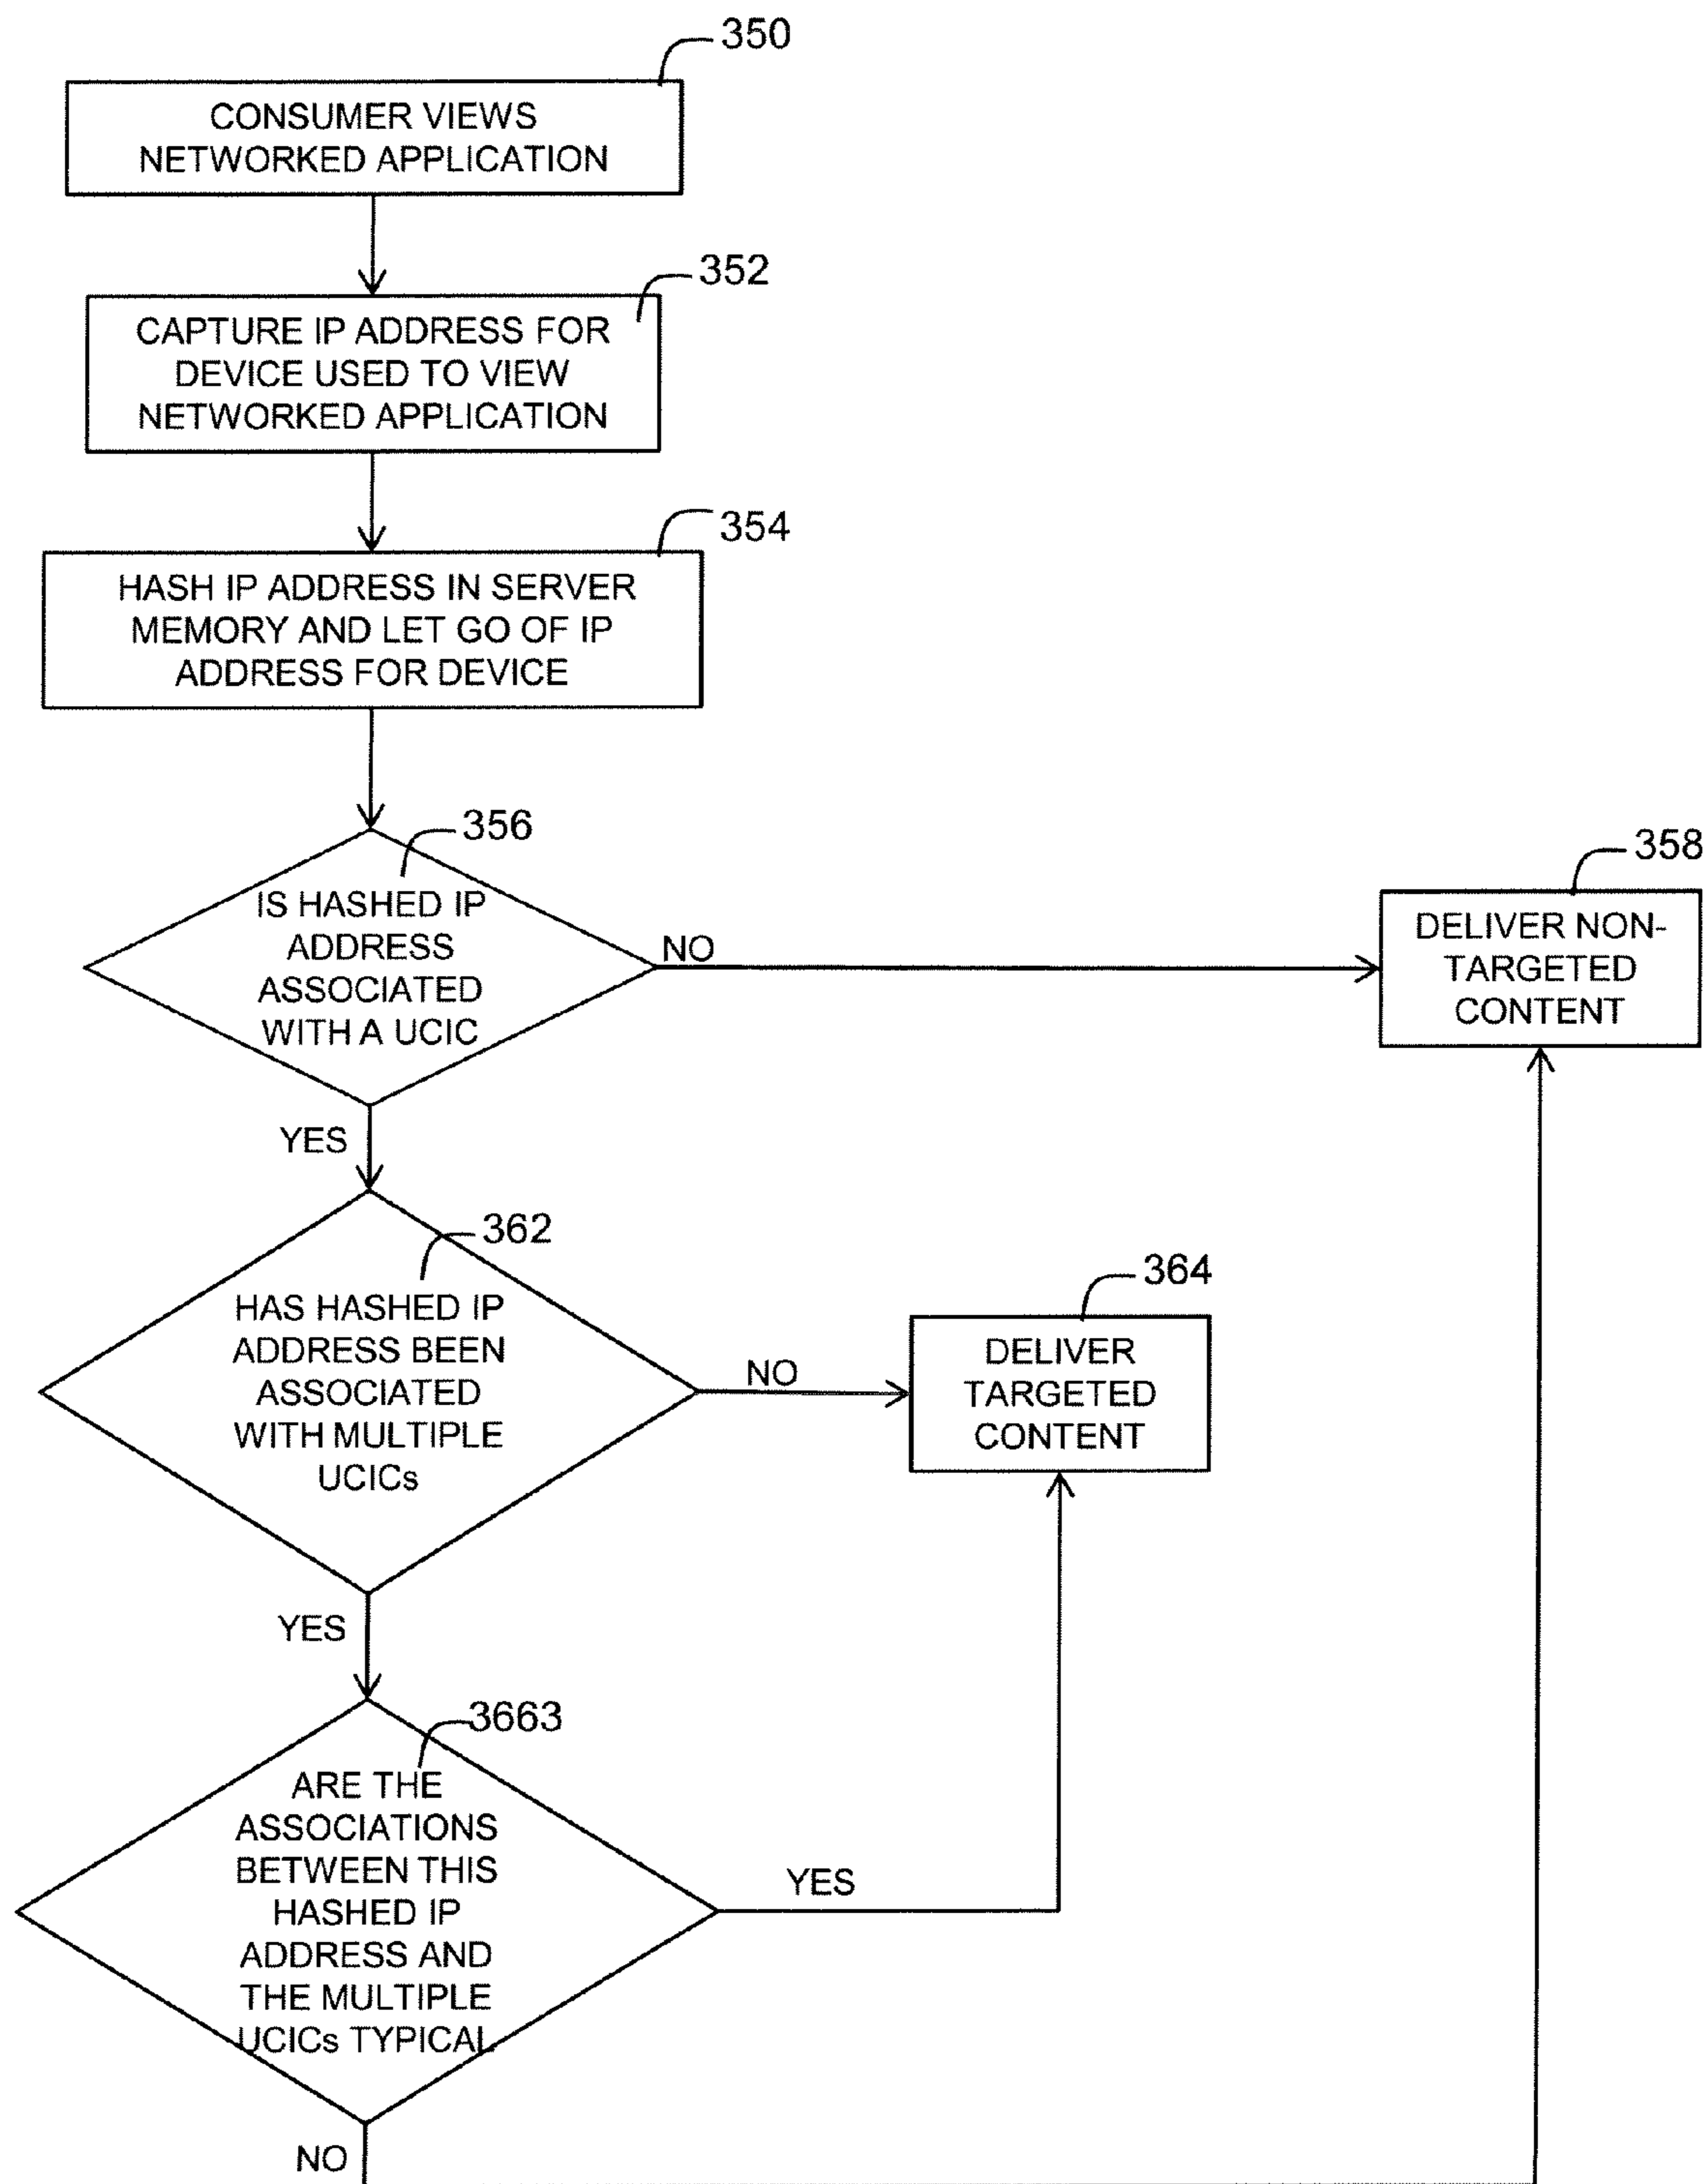 350
CONSUMER VIEWS
NETWORKED APPLICATION
352
CAPTURE IP ADDRESS FOR
DEVICE USED TO VIEW
NETWORKED APPLICATION
354
HASH IP ADDRESS IN SERVER
MEMORY AND LET GO OF IP
ADDRESS FOR DEVICE
356
IS HASHED IP
ADDRESS
ASSOCIATED
WITH A UCIC
NO
358
DELIVER NON-
TARGETED
CONTENT
YES
362
HAS HASHED IP
ADDRESS BEEN
ASSOCIATED
WITH MULTIPLE
UCICs
NO
364
DELIVER
TARGETED
CONTENT
YES
3663
ARE THE
ASSOCIATIONS
BETWEEN THIS
HASHED IP
ADDRESS AND
THE MULTIPLE
UCICs TYPICAL
YES
NO